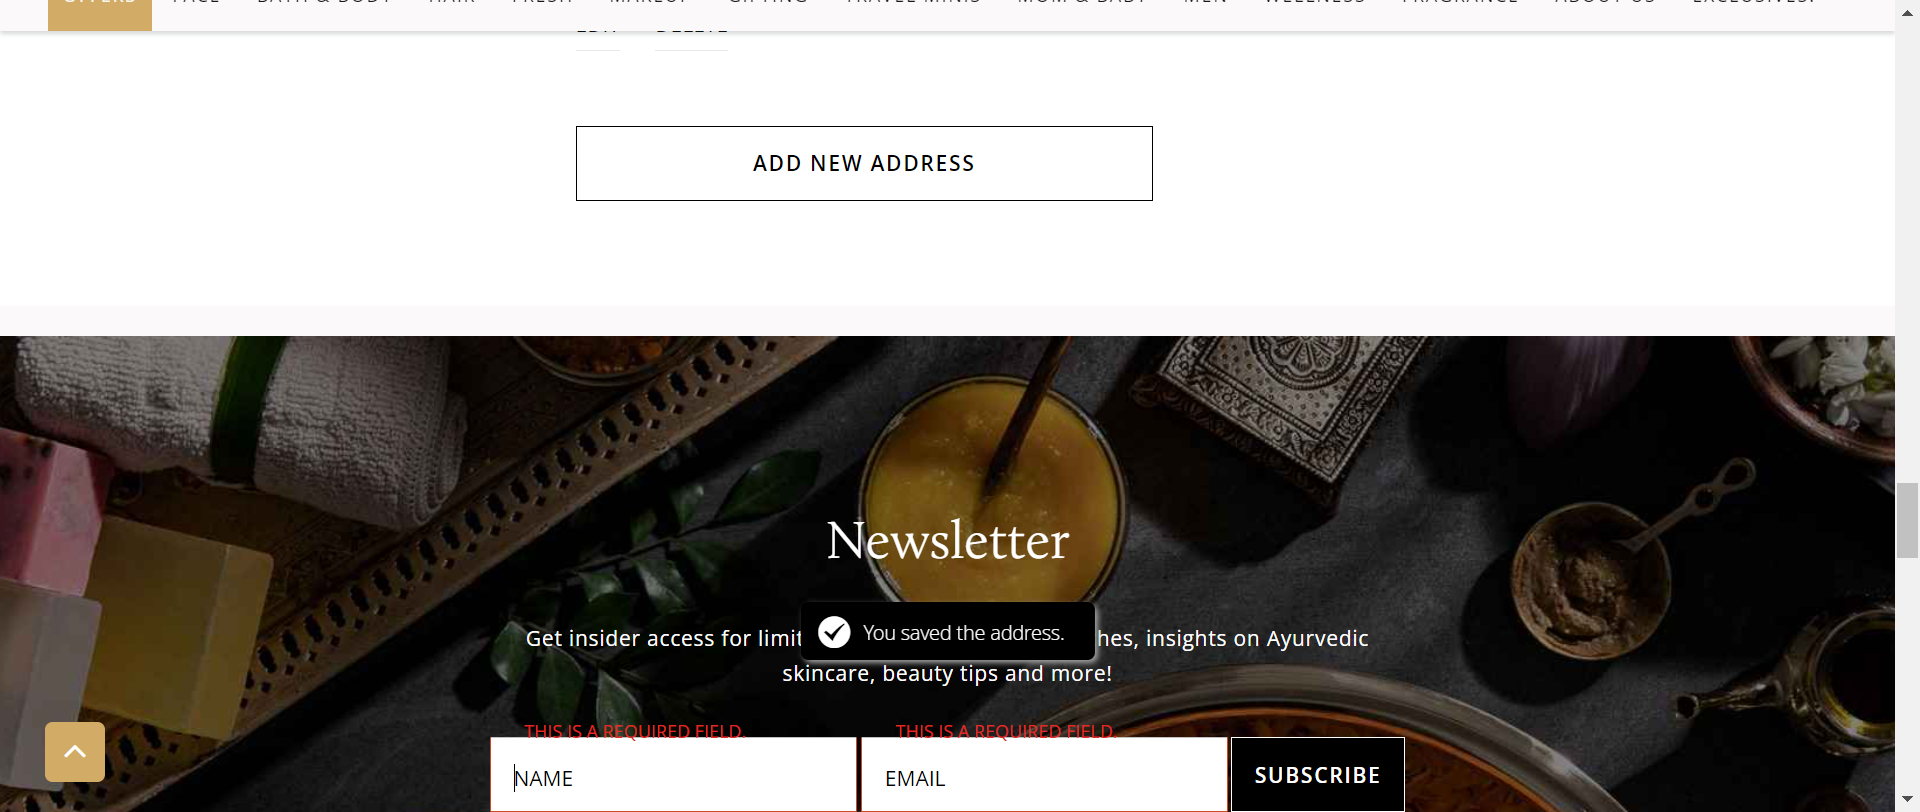 OFFERS FACE BATH & BODY HAIR FRESH MAKEUP GIFTING TRAVEL MINIS MOM & BABY MEN WELLNESS FRAGRANCE ABOUT US EXCLUSIVES!
EDIT DELETE
ADD NEW ADDRESS
Newsletter
You saved the address.
Get insider access for limit hes, insights on Ayurvedic
skincare, beauty tips and more!
THIS IS A REQUIRED FIELD. THIS IS A REQUIRED FIELD.
NAME EMAIL SUBSCRIBE